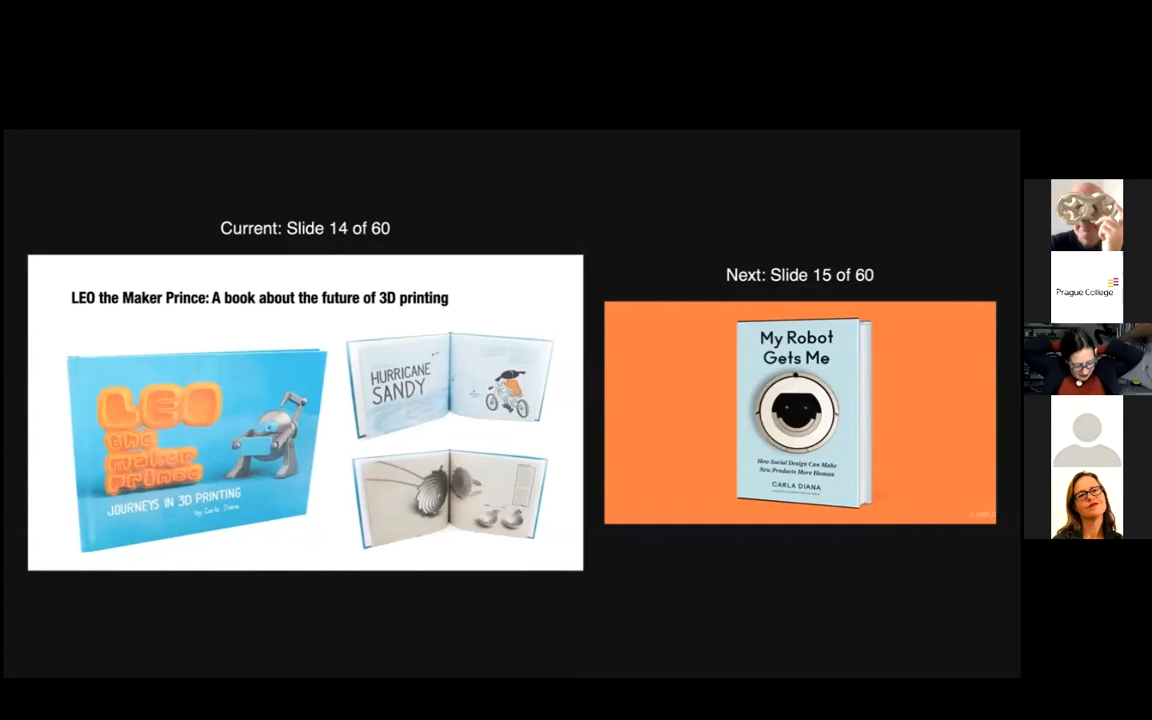 Current: Slide 14 of 60
LEO the Maker Prince: A book about the future of 3D printing
LEO
the
maker
prince
JOURNEYS IN 3D PRINTING
by Carla Diana
HURRICANE
SANDY
Next: Slide 15 of 60
My Robot
Gets Me
How Social Design Can Make
New Products More Human
CARLA DIANA
Prague College